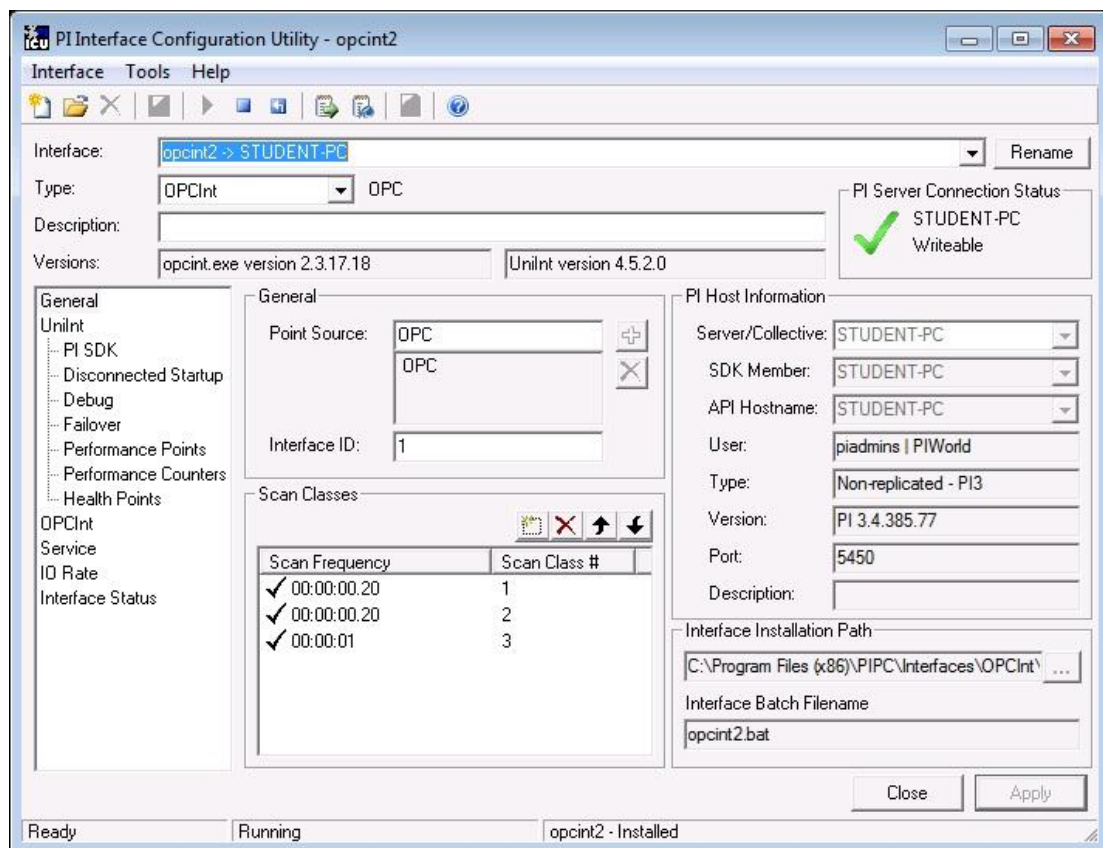 PI Interface Configuration Utility - opcint2
Interface Tools Help
Interface: opcint2 -> STUDENT-PC Rename
Type: OPCInt OPC
Description:
Versions: opcint.exe version 2.3.17.18 UniInt version 4.5.2.0
PI Server Connection Status
STUDENT-PC
Writeable
General
UniInt
PI SDK
Disconnected Startup
Debug
Failover
Performance Points
Performance Counters
Health Points
OPCInt
Service
IO Rate
Interface Status
General
Point Source: OPC
OPC
Interface ID: 1
Scan Classes
Scan Frequency Scan Class #
00:00:00.20 1
00:00:00.20 2
00:00:01 3
PI Host Information
Server/Collective: STUDENT-PC
SDK Member: STUDENT-PC
API Hostname: STUDENT-PC
User: piadmins | PIWorld
Type: Non-replicated - PI3
Version: PI 3.4.385.77
Port: 5450
Description:
Interface Installation Path
C:\Program Files (x86)\PIPC\Interfaces\OPCInt\ ...
Interface Batch Filename
opcint2.bat
Close Apply
Ready Running opcint2 - Installed